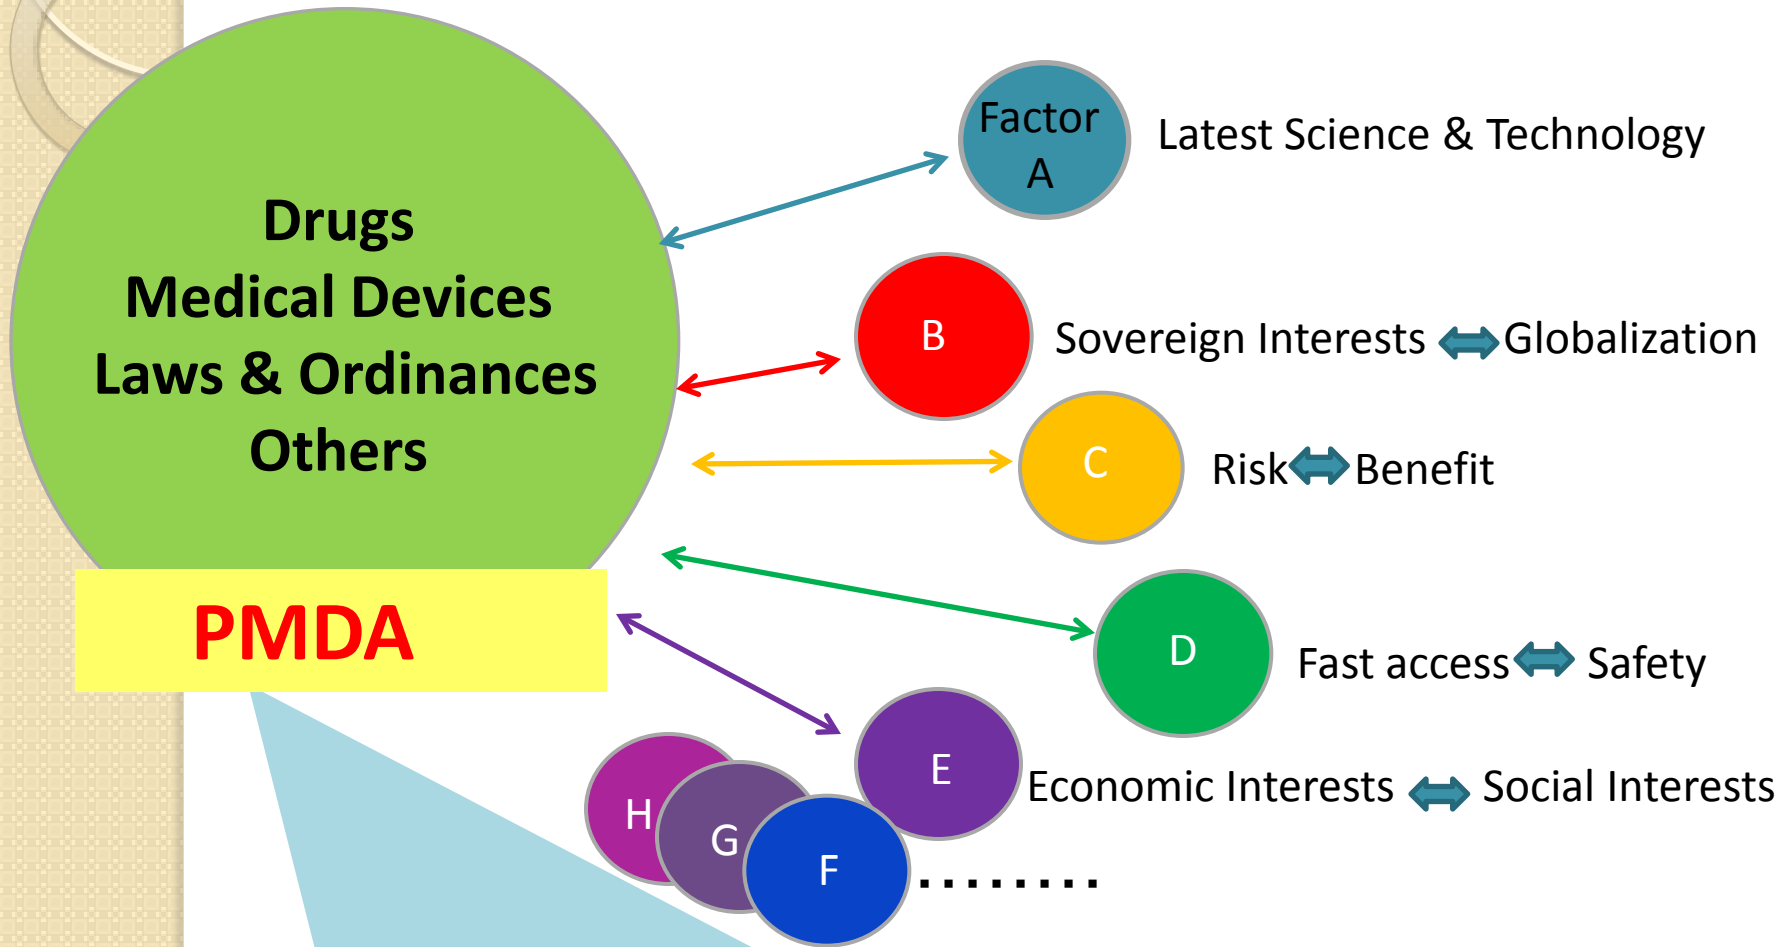 Drugs
Medical Devices
Laws & Ordinances
Others
PMDA
Factor
A
Latest Science & Technology
B
Sovereign Interests Globalization
C
Risk Benefit
D
Fast access Safety
E
Economic Interests Social Interests
H
G
F
........